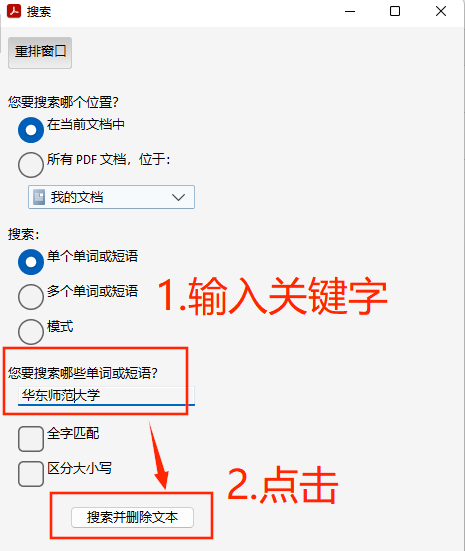 搜索
重排窗口
您要搜索哪个位置?
在当前文档中
所有 PDF 文档，位于：
我的文档
搜索：
单个单词或短语
多个单词或短语
1.输入关键字
模式
您要搜索哪些单词或短语?
华东师范大学
全字匹配
区分大小写
2.点击
搜索并删除文本